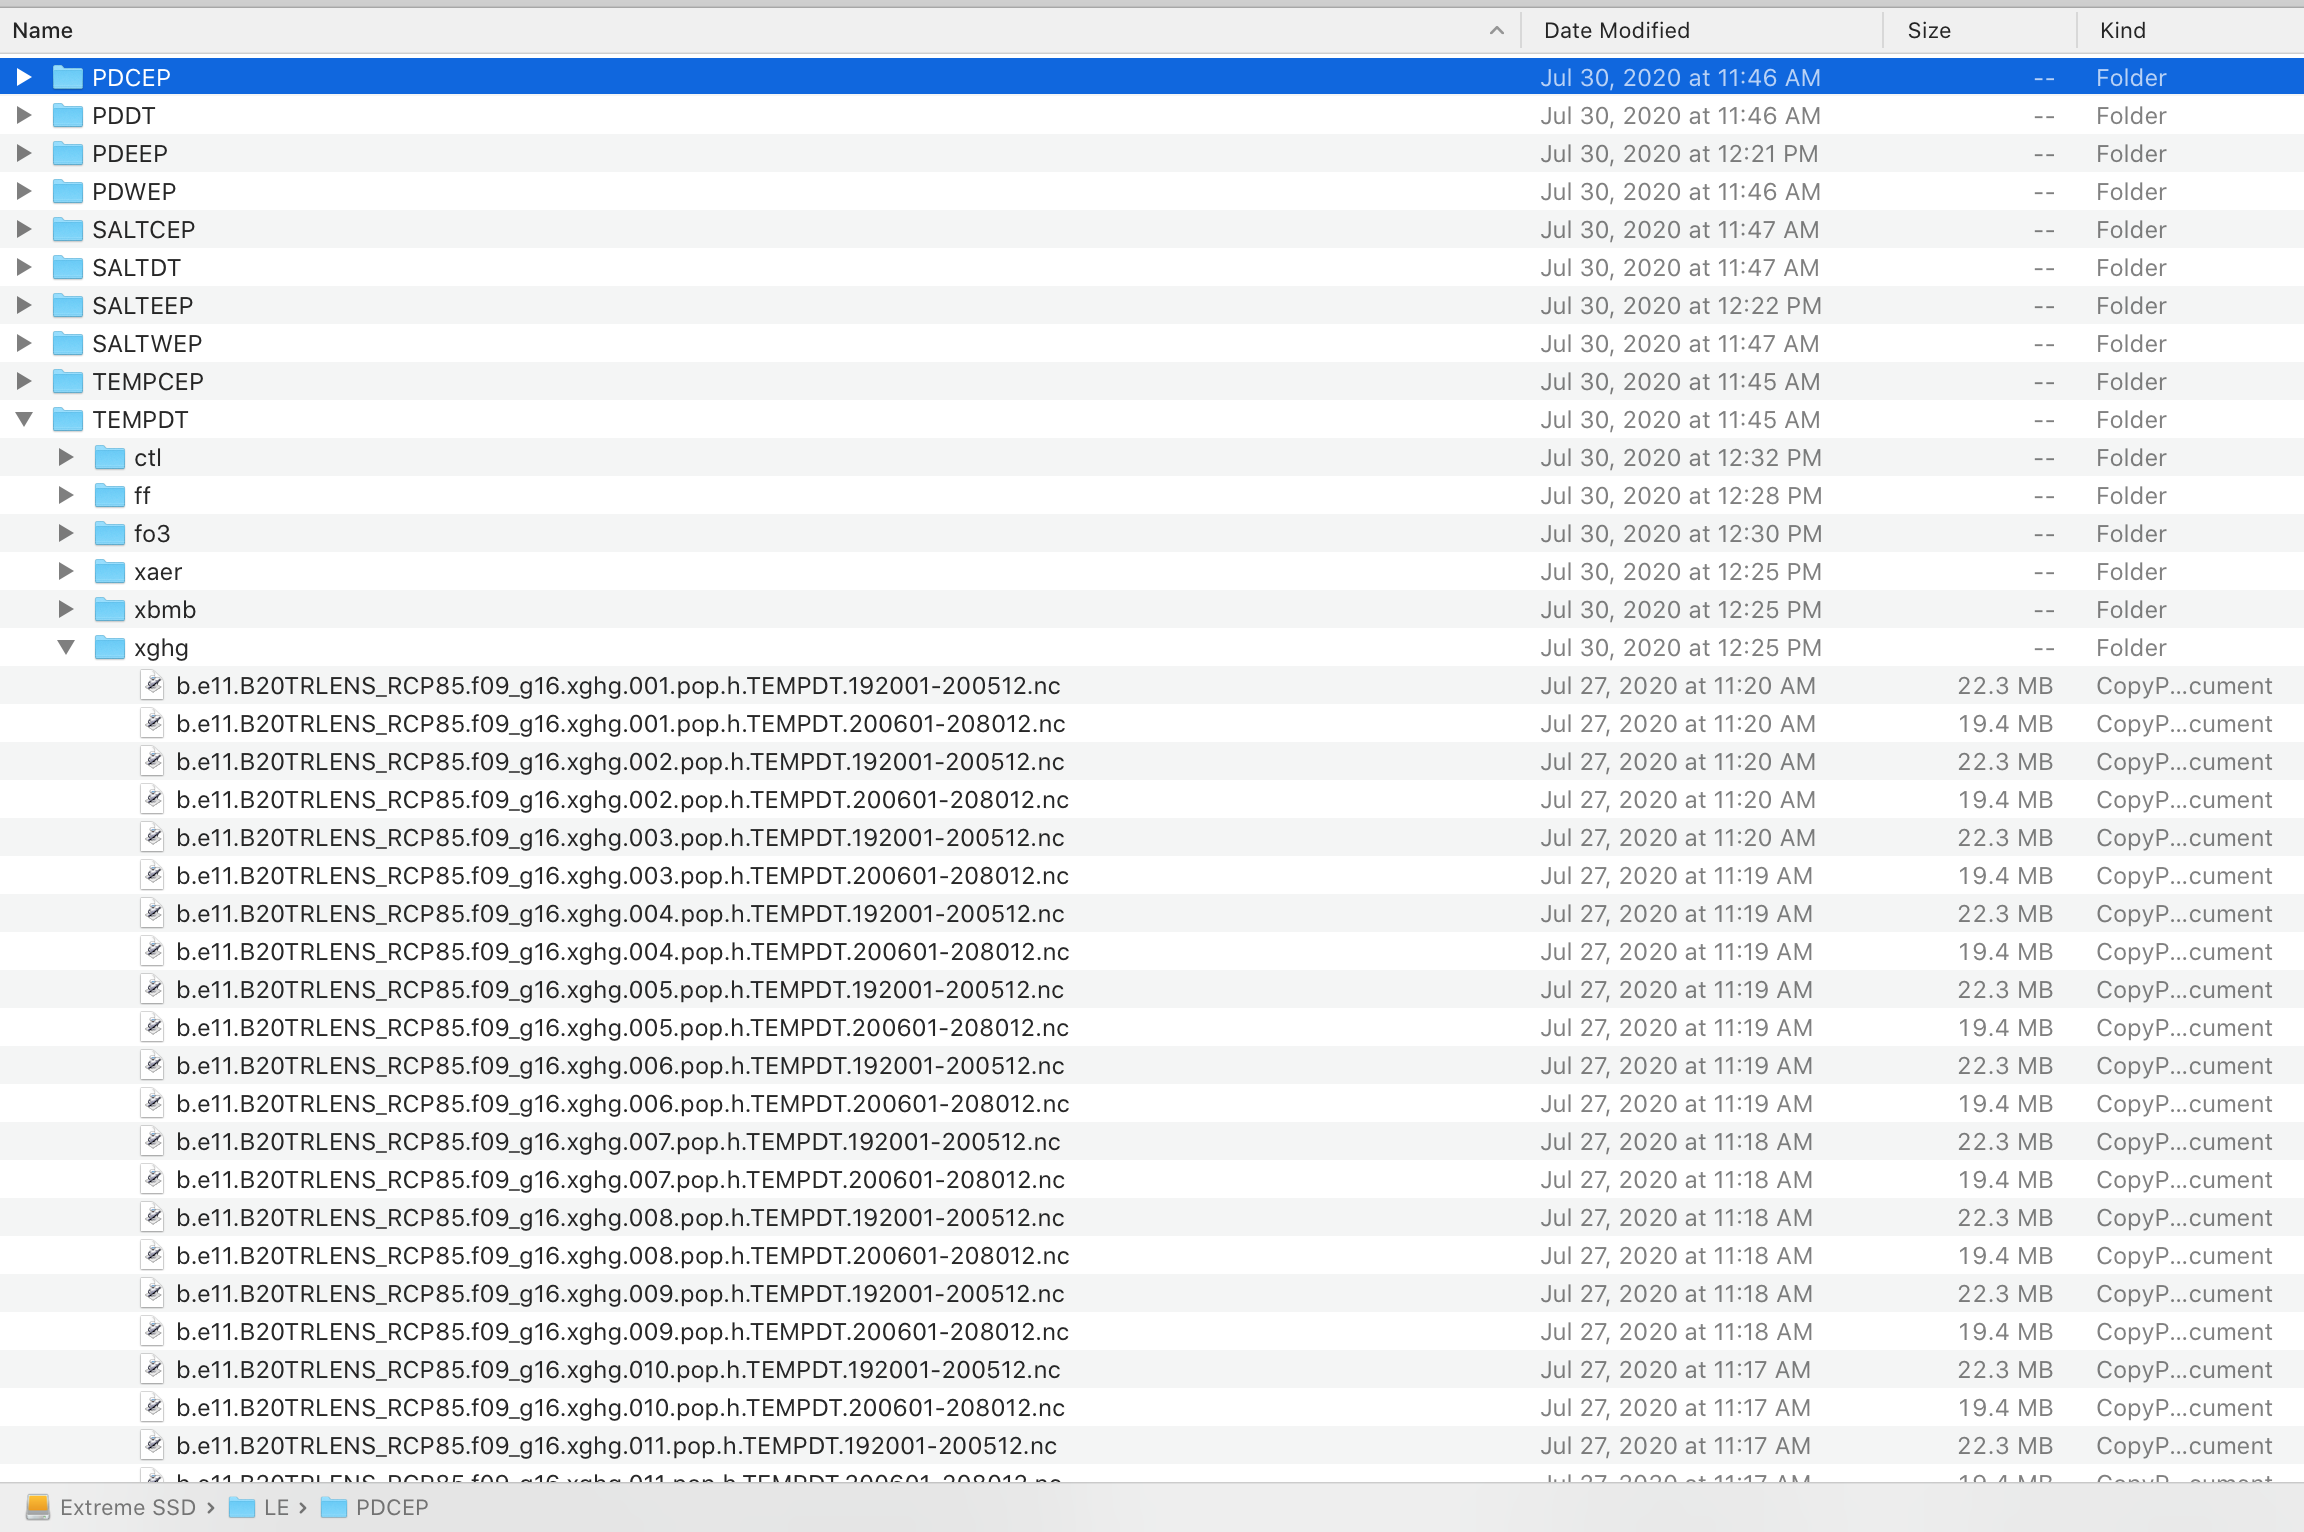 Name Date Modified Size Kind
PDCEP Jul 30, 2020 at 11:46 AM -- Folder
PDDT Jul 30, 2020 at 11:46 AM -- Folder
PDEEP Jul 30, 2020 at 12:21 PM -- Folder
PDWEP Jul 30, 2020 at 11:46 AM -- Folder
SALTCEP Jul 30, 2020 at 11:47 AM -- Folder
SALTDT Jul 30, 2020 at 11:47 AM -- Folder
SALTEEP Jul 30, 2020 at 12:22 PM -- Folder
SALTWEP Jul 30, 2020 at 11:47 AM -- Folder
TEMPCEP Jul 30, 2020 at 11:45 AM -- Folder
TEMPDT Jul 30, 2020 at 11:45 AM -- Folder
ctl Jul 30, 2020 at 12:32 PM -- Folder
ff Jul 30, 2020 at 12:28 PM -- Folder
fo3 Jul 30, 2020 at 12:30 PM -- Folder
xaer Jul 30, 2020 at 12:25 PM -- Folder
xbmb Jul 30, 2020 at 12:25 PM -- Folder
xghg Jul 30, 2020 at 12:25 PM -- Folder
b.e11.B20TRLENS_RCP85.f09_g16.xghg.001.pop.h.TEMPDT.192001-200512.nc Jul 27, 2020 at 11:20 AM 22.3 MB CopyP...cument
b.e11.B20TRLENS_RCP85.f09_g16.xghg.001.pop.h.TEMPDT.200601-208012.nc Jul 27, 2020 at 11:20 AM 19.4 MB CopyP...cument
b.e11.B20TRLENS_RCP85.f09_g16.xghg.002.pop.h.TEMPDT.192001-200512.nc Jul 27, 2020 at 11:20 AM 22.3 MB CopyP...cument
b.e11.B20TRLENS_RCP85.f09_g16.xghg.002.pop.h.TEMPDT.200601-208012.nc Jul 27, 2020 at 11:20 AM 19.4 MB CopyP...cument
b.e11.B20TRLENS_RCP85.f09_g16.xghg.003.pop.h.TEMPDT.192001-200512.nc Jul 27, 2020 at 11:20 AM 22.3 MB CopyP...cument
b.e11.B20TRLENS_RCP85.f09_g16.xghg.003.pop.h.TEMPDT.200601-208012.nc Jul 27, 2020 at 11:19 AM 19.4 MB CopyP...cument
b.e11.B20TRLENS_RCP85.f09_g16.xghg.004.pop.h.TEMPDT.192001-200512.nc Jul 27, 2020 at 11:19 AM 22.3 MB CopyP...cument
b.e11.B20TRLENS_RCP85.f09_g16.xghg.004.pop.h.TEMPDT.200601-208012.nc Jul 27, 2020 at 11:19 AM 19.4 MB CopyP...cument
b.e11.B20TRLENS_RCP85.f09_g16.xghg.005.pop.h.TEMPDT.192001-200512.nc Jul 27, 2020 at 11:19 AM 22.3 MB CopyP...cument
b.e11.B20TRLENS_RCP85.f09_g16.xghg.005.pop.h.TEMPDT.200601-208012.nc Jul 27, 2020 at 11:19 AM 19.4 MB CopyP...cument
b.e11.B20TRLENS_RCP85.f09_g16.xghg.006.pop.h.TEMPDT.192001-200512.nc Jul 27, 2020 at 11:19 AM 22.3 MB CopyP...cument
b.e11.B20TRLENS_RCP85.f09_g16.xghg.006.pop.h.TEMPDT.200601-208012.nc Jul 27, 2020 at 11:19 AM 19.4 MB CopyP...cument
b.e11.B20TRLENS_RCP85.f09_g16.xghg.007.pop.h.TEMPDT.192001-200512.nc Jul 27, 2020 at 11:18 AM 22.3 MB CopyP...cument
b.e11.B20TRLENS_RCP85.f09_g16.xghg.007.pop.h.TEMPDT.200601-208012.nc Jul 27, 2020 at 11:18 AM 19.4 MB CopyP...cument
b.e11.B20TRLENS_RCP85.f09_g16.xghg.008.pop.h.TEMPDT.192001-200512.nc Jul 27, 2020 at 11:18 AM 22.3 MB CopyP...cument
b.e11.B20TRLENS_RCP85.f09_g16.xghg.008.pop.h.TEMPDT.200601-208012.nc Jul 27, 2020 at 11:18 AM 19.4 MB CopyP...cument
b.e11.B20TRLENS_RCP85.f09_g16.xghg.009.pop.h.TEMPDT.192001-200512.nc Jul 27, 2020 at 11:18 AM 22.3 MB CopyP...cument
b.e11.B20TRLENS_RCP85.f09_g16.xghg.009.pop.h.TEMPDT.200601-208012.nc Jul 27, 2020 at 11:18 AM 19.4 MB CopyP...cument
b.e11.B20TRLENS_RCP85.f09_g16.xghg.010.pop.h.TEMPDT.192001-200512.nc Jul 27, 2020 at 11:17 AM 22.3 MB CopyP...cument
b.e11.B20TRLENS_RCP85.f09_g16.xghg.010.pop.h.TEMPDT.200601-208012.nc Jul 27, 2020 at 11:17 AM 19.4 MB CopyP...cument
b.e11.B20TRLENS_RCP85.f09_g16.xghg.011.pop.h.TEMPDT.192001-200512.nc Jul 27, 2020 at 11:17 AM 22.3 MB CopyP...cument
b.e11.B20TRLENS_RCP85.f09_g16.xghg.011.pop.h.TEMPDT.200601-208012.nc Jul 27, 2020 at 11:17 AM 19.4 MB CopyP...cument
Extreme SSD › LE › PDCEP